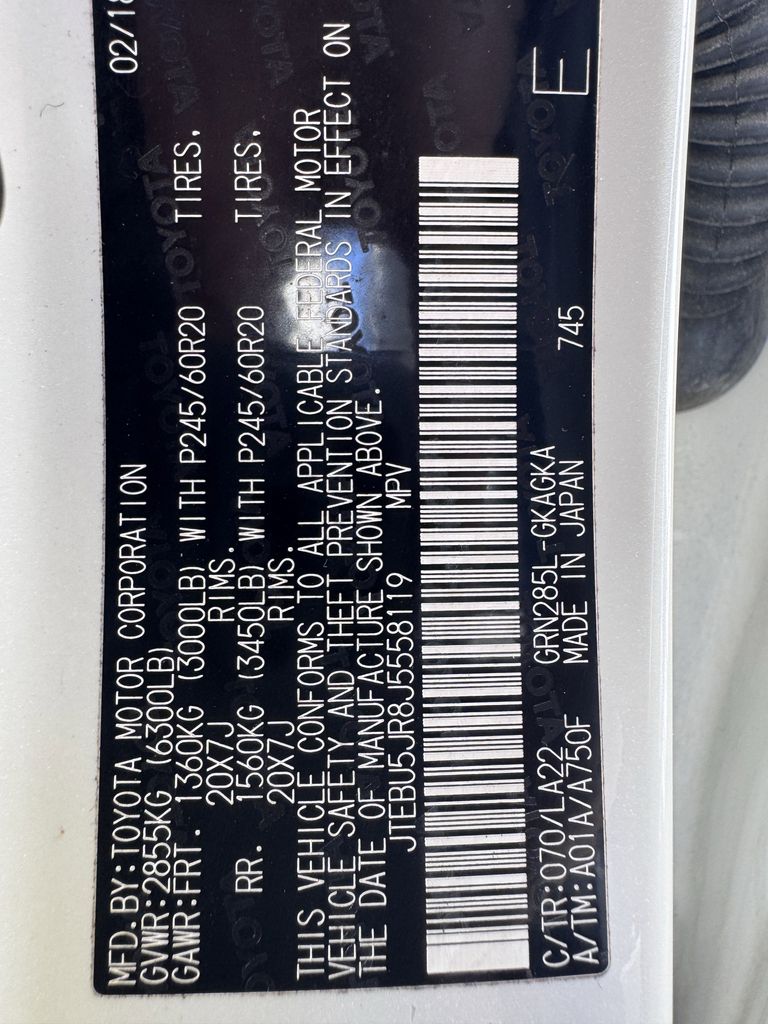 MFD.BY:TOYOTA MOTOR CORPORATION 02/18
GVWR:2855KG (6300LB)
GAWR:FRT. 1360KG (3000LB) WITH P245/60R20 TIRES,
20X7J RIMS.
RR. 1560KG (3450LB) WITH P245/60R20 TIRES,
20X7J RIMS.
THIS VEHICLE CONFORMS TO ALL APPLICABLE FEDERAL MOTOR
VEHICLE SAFETY AND THEFT PREVENTION STANDARDS IN EFFECT ON
THE DATE OF MANUFACTURE SHOWN ABOVE.
JTEBU5JR8J5558119 MPV
C/TR:070/LA22 GRN285L-GKAGKA 745 E
A/TM:A01A/A750F MADE IN JAPAN